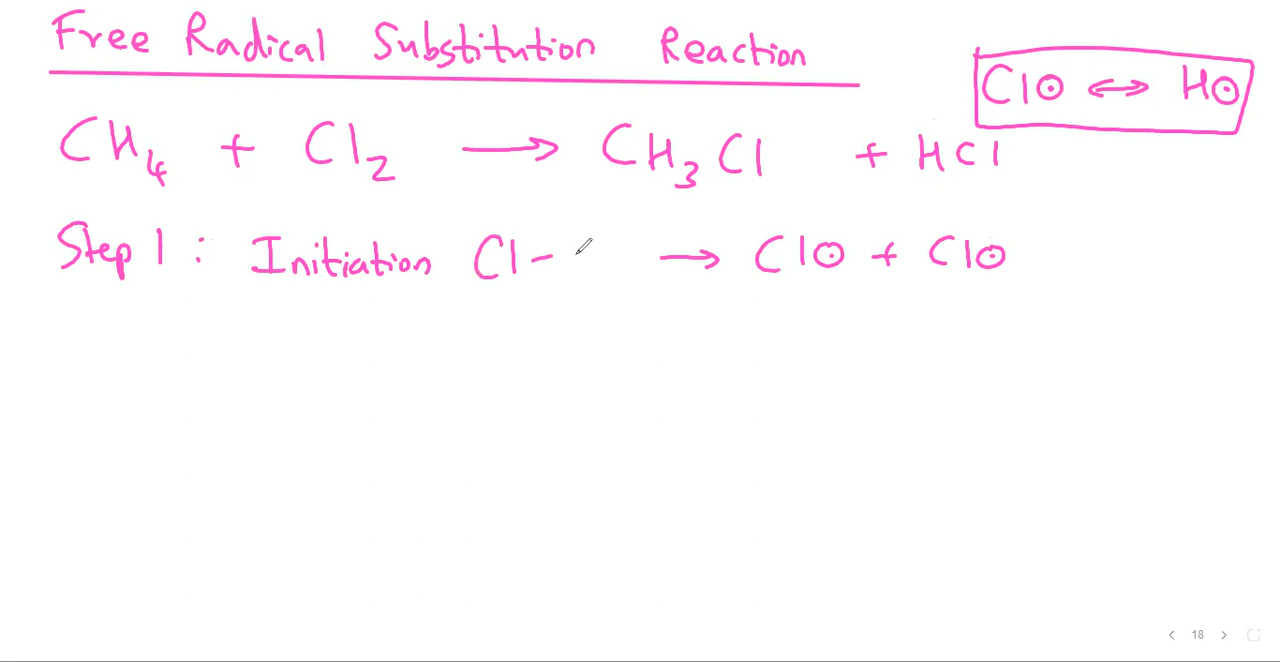 Free Radical Substitution Reaction
Cl⊙ ↔ H⊙
CH₄ + Cl₂ → CH₃Cl + HCl
Step 1 : Initiation Cl - → Cl⊙ + Cl⊙
18